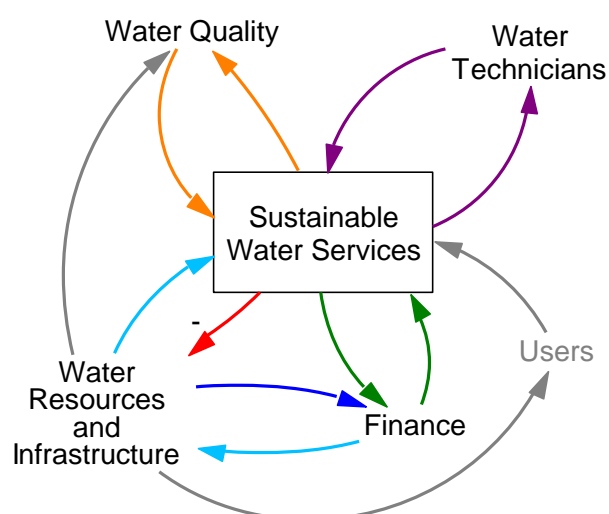 Water Quality
Water
Technicians
Sustainable
Water Services
-
Users
Water
Resources
and
Infrastructure
Finance